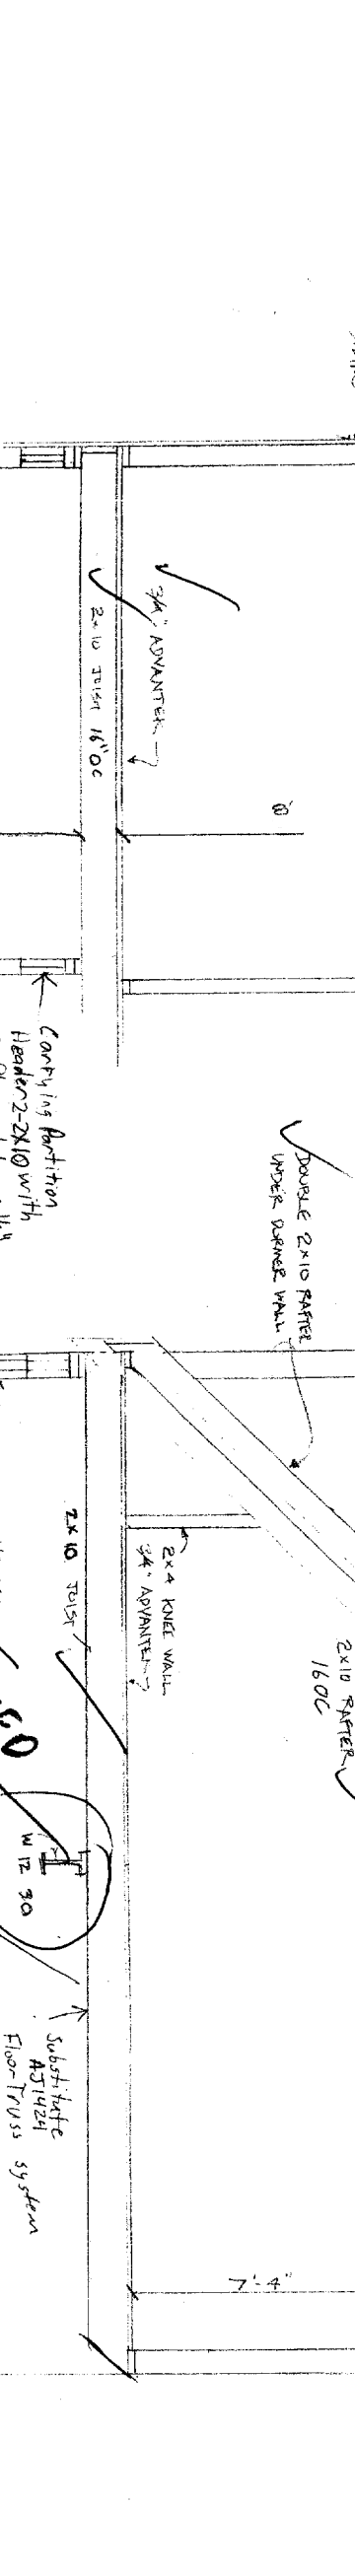 3/4" ADVANTEK
2x10 JOIST 16"OC
8'
Carrying Partition
Header 2-2X10 with
DOUBLE 2x10 RAFTER
UNDER DORMER WALL
2x10 RAFTER
16OC
2x4 KNEE WALL
3/4" ADVANTEK
2x10 JOIST
W 12 30
Substitute
AJ1424
Floor Truss system
7'-4"